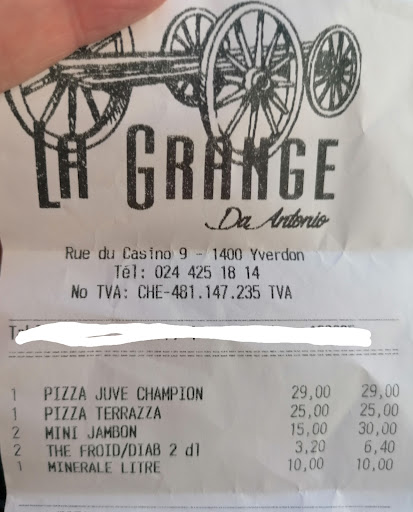 LA GRANGE
Da Antonio
Rue du Casino 9 - 1400 Yverdon
Tél: 024 425 18 14
No TVA: CHE-481.147.235 TVA
1 PIZZA JUVE CHAMPION 29,00 29,00
1 PIZZA TERRAZZA 25,00 25,00
2 MINI JAMBON 15,00 30,00
2 THE FROID/DIAB 2 dl 3,20 6,40
1 MINERALE LITRE 10,00 10,00